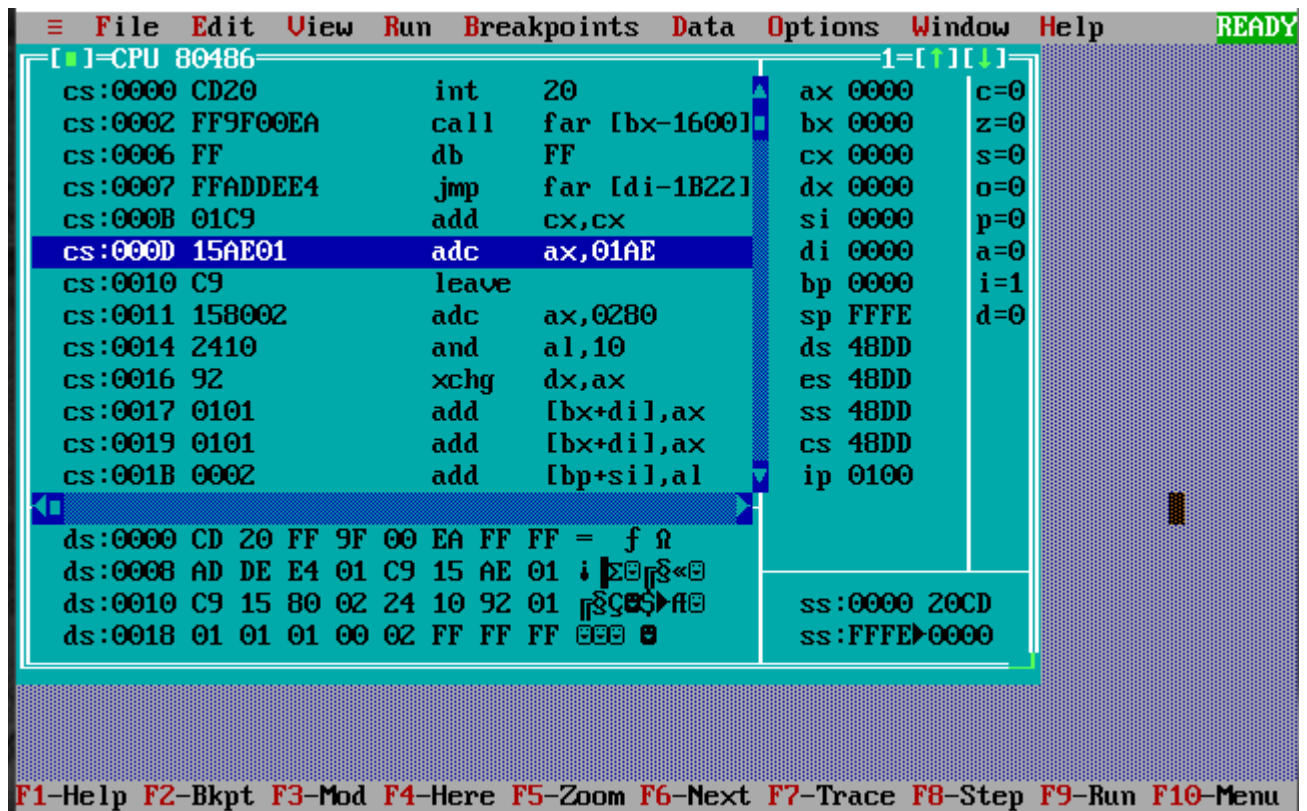 ≡ File Edit View Run Breakpoints Data Options Window Help READY
[■]=CPU 80486 1=[↑][↓]
cs:0000 CD20 int 20 ax 0000 c=0
cs:0002 FF9F00EA call far [bx-1600] bx 0000 z=0
cs:0006 FF db FF cx 0000 s=0
cs:0007 FFADDEE4 jmp far [di-1B22] dx 0000 o=0
cs:000B 01C9 add cx,cx si 0000 p=0
cs:000D 15AE01 adc ax,01AE di 0000 a=0
cs:0010 C9 leave bp 0000 i=1
cs:0011 158002 adc ax,0280 sp FFFE d=0
cs:0014 2410 and al,10 ds 48DD
cs:0016 92 xchg dx,ax es 48DD
cs:0017 0101 add [bx+di],ax ss 48DD
cs:0019 0101 add [bx+di],ax cs 48DD
cs:001B 0002 add [bp+si],al ip 0100
ds:0000 CD 20 FF 9F 00 EA FF FF = ƒ Ω
ds:0008 AD DE E4 01 C9 15 AE 01 ¡▐Σ☺╔§«☺
ds:0010 C9 15 80 02 24 10 92 01 ╔§Ç☻$►Æ☺ ss:0000 20CD
ds:0018 01 01 01 00 02 FF FF FF ☺☺☺ ☻ ss:FFFE►0000
F1-Help F2-Bkpt F3-Mod F4-Here F5-Zoom F6-Next F7-Trace F8-Step F9-Run F10-Menu